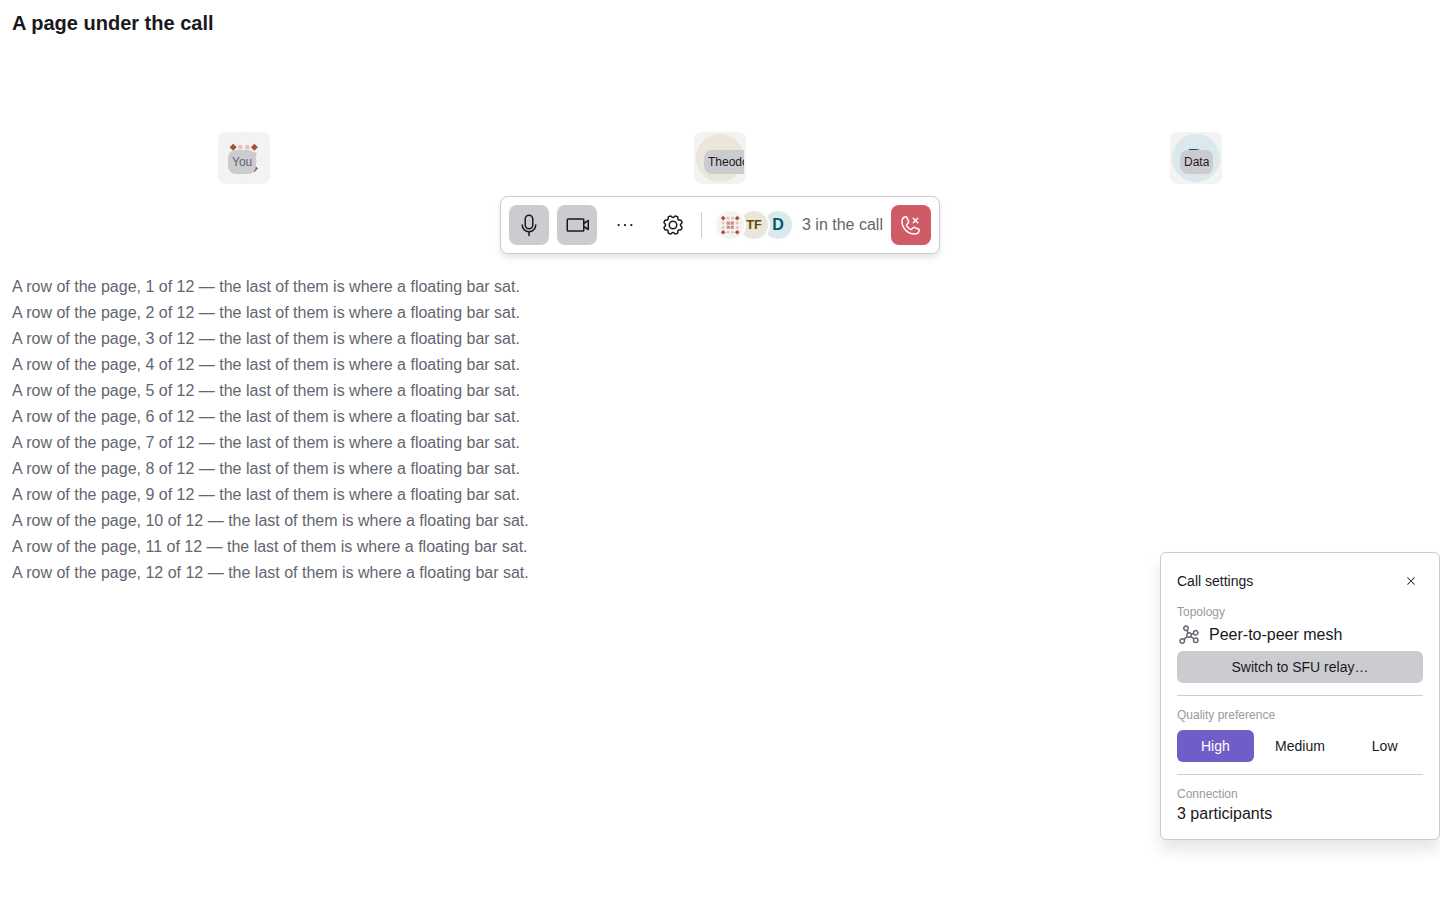 A page under the call
You
Theodo
Data
TF
D
3 in the call
A row of the page, 1 of 12 — the last of them is where a floating bar sat.
A row of the page, 2 of 12 — the last of them is where a floating bar sat.
A row of the page, 3 of 12 — the last of them is where a floating bar sat.
A row of the page, 4 of 12 — the last of them is where a floating bar sat.
A row of the page, 5 of 12 — the last of them is where a floating bar sat.
A row of the page, 6 of 12 — the last of them is where a floating bar sat.
A row of the page, 7 of 12 — the last of them is where a floating bar sat.
A row of the page, 8 of 12 — the last of them is where a floating bar sat.
A row of the page, 9 of 12 — the last of them is where a floating bar sat.
A row of the page, 10 of 12 — the last of them is where a floating bar sat.
A row of the page, 11 of 12 — the last of them is where a floating bar sat.
A row of the page, 12 of 12 — the last of them is where a floating bar sat.
Call settings
Topology
Peer-to-peer mesh
Switch to SFU relay…
Quality preference
High
Medium
Low
Connection
3 participants